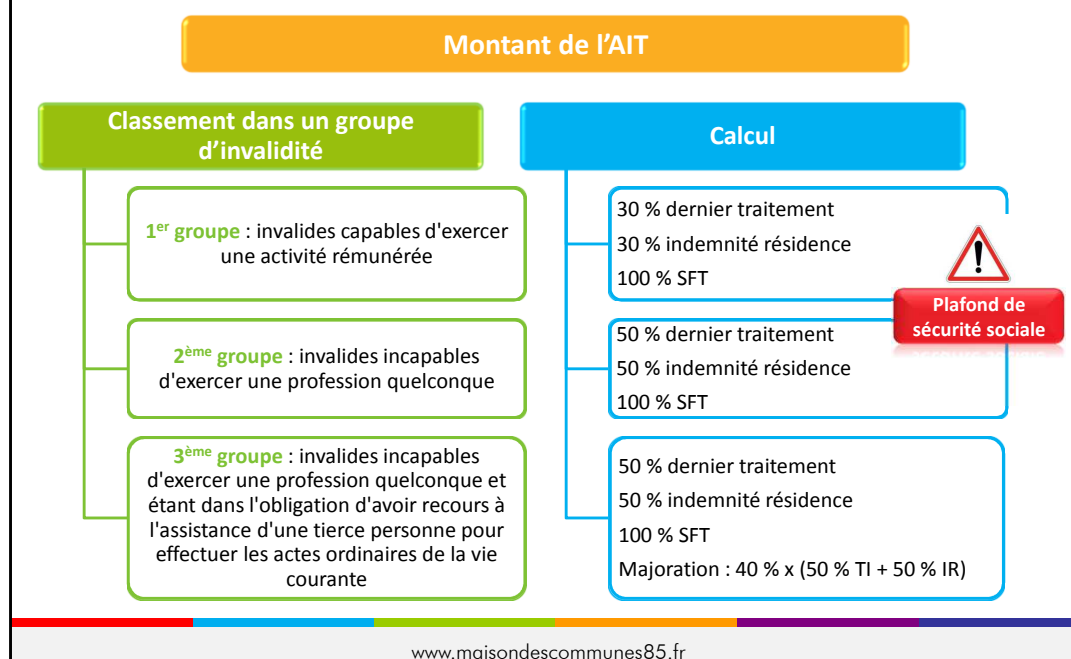 Montant de l'AIT
Classement dans un groupe
d'invalidité
1er groupe : invalides capables d'exercer
une activité rémunérée
2ème groupe : invalides incapables
d'exercer une profession quelconque
3ème groupe : invalides incapables
d'exercer une profession quelconque et
étant dans l'obligation d'avoir recours à
l'assistance d'une tierce personne pour
effectuer les actes ordinaires de la vie
courante
Calcul
30 % dernier traitement
30 % indemnité résidence
100 % SFT
!
Plafond de
sécurité sociale
50 % dernier traitement
50 % indemnité résidence
100 % SFT
50 % dernier traitement
50 % indemnité résidence
100 % SFT
Majoration : 40 % x (50 % TI + 50 % IR)
www.maisondescommunes85.fr